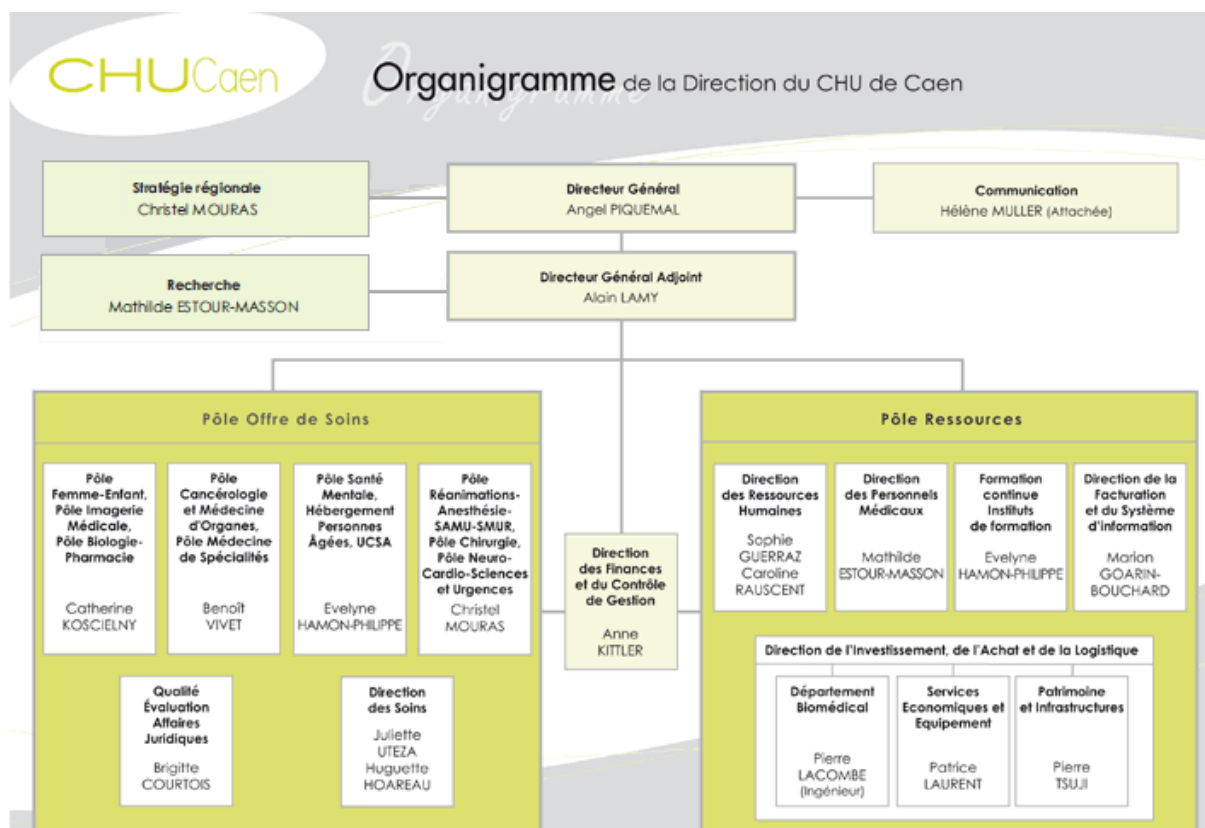 CHUCaen
Organigramme de la Direction du CHU de Caen
Organigramme
Stratégie régionale
Christel MOURAS
Directeur Général
Angel PIQUEMAL
Communication
Hélène MULLER (Attachée)
Recherche
Mathilde ESTOUR-MASSON
Directeur Général Adjoint
Alain LAMY
Pôle Offre de Soins
Pôle
Femme-Enfant,
Pôle Imagerie
Médicale,
Pôle Biologie-
Pharmacie
Catherine
KOSCIELNY
Pôle
Cancérologie
et Médecine
d'Organes,
Pôle Médecine
de Spécialités
Benoît
VIVET
Pôle Santé
Mentale,
Hébergement
Personnes
Âgées, UCSA
Evelyne
HAMON-PHILIPPE
Pôle
Réanimations-
Anesthésie-
SAMU-SMUR,
Pôle Chirurgie,
Pôle Neuro-
Cardio-Sciences
et Urgences
Christel
MOURAS
Qualité
Évaluation
Affaires
Juridiques
Brigitte
COURTOIS
Direction
des Soins
Juliette
UTEZA
Huguette
HOAREAU
Direction
des Finances
et du Contrôle
de Gestion
Anne
KITTLER
Pôle Ressources
Direction
des Ressources
Humaines
Sophie
GUERRAZ
Caroline
RAUSCENT
Direction
des Personnels
Médicaux
Mathilde
ESTOUR-MASSON
Formation
continue
Instituts
de formation
Evelyne
HAMON-PHILIPPE
Direction de la
Facturation
et du Système
d'information
Marion
GOARIN-
BOUCHARD
Direction de l'Investissement, de l'Achat et de la Logistique
Département
Biomédical
Pierre
LACOMBE
(Ingénieur)
Services
Economiques et
Equipement
Patrice
LAURENT
Patrimoine
et Infrastructures
Pierre
TSUJI